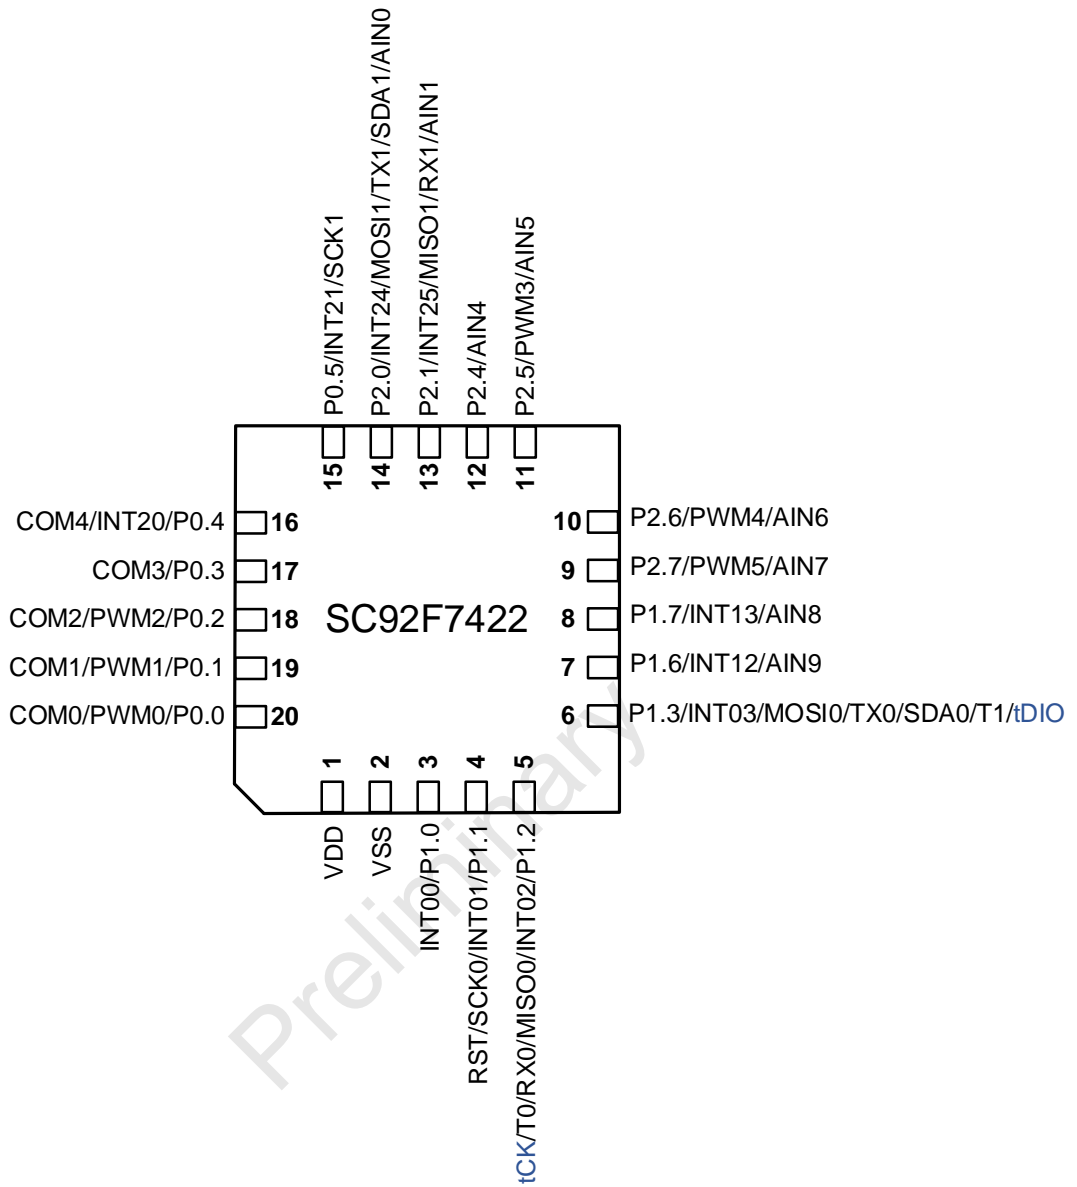 P0.5/INT21/SCK1
P2.0/INT24/MOSI1/TX1/SDA1/AIN0
P2.1/INT25/MISO1/RX1/AIN1
P2.4/AIN4
P2.5/PWM3/AIN5
15
14
13
12
11
COM4/INT20/P0.4
16
10
P2.6/PWM4/AIN6
COM3/P0.3
17
9
P2.7/PWM5/AIN7
COM2/PWM2/P0.2
18
SC92F7422
8
P1.7/INT13/AIN8
COM1/PWM1/P0.1
19
7
P1.6/INT12/AIN9
COM0/PWM0/P0.0
20
6
P1.3/INT03/MOSI0/TX0/SDA0/T1/tDIO
1
2
3
4
5
VDD
VSS
INT00/P1.0
RST/SCK0/INT01/P1.1
tCK/T0/RX0/MISO0/INT02/P1.2
Preliminary